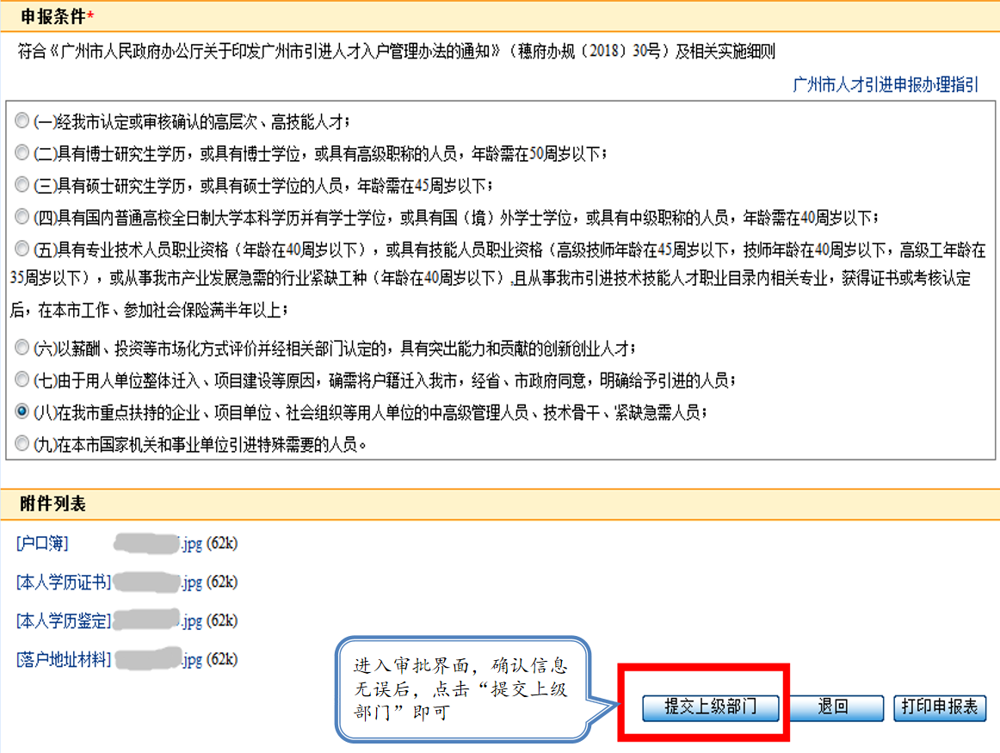 申报条件*
符合《广州市人民政府办公厅关于印发广州市引进人才入户管理办法的通知》（穗府办规〔2018〕30号）及相关实施细则
广州市人才引进申报办理指引
(一)经我市认定或审核确认的高层次、高技能人才；
(二)具有博士研究生学历，或具有博士学位，或具有高级职称的人员，年龄需在50周岁以下；
(三)具有硕士研究生学历，或具有硕士学位的人员，年龄需在45周岁以下；
(四)具有国内普通高校全日制大学本科学历并有学士学位，或具有国（境）外学士学位，或具有中级职称的人员，年龄需在40周岁以下；
(五)具有专业技术人员职业资格（年龄在40周岁以下），或具有技能人员职业资格（高级技师年龄在45周岁以下，技师年龄在40周岁以下，高级工年龄在
35周岁以下），或从事我市产业发展急需的行业紧缺工种（年龄在40周岁以下）,且从事我市引进技术技能人才职业目录内相关专业，获得证书或考核认定
后，在本市工作、参加社会保险满半年以上；
(六)以薪酬、投资等市场化方式评价并经相关部门认定的，具有突出能力和贡献的创新创业人才；
(七)由于用人单位整体迁入、项目建设等原因，确需将户籍迁入我市，经省、市政府同意，明确给予引进的人员；
(八)在我市重点扶持的企业、项目单位、社会组织等用人单位的中高级管理人员、技术骨干、紧缺急需人员；
(九)在本市国家机关和事业单位引进特殊需要的人员。
附件列表
[户口簿] .jpg (62k)
[本人学历证书] .jpg (62k)
[本人学历鉴定] .jpg (62k)
[落户地址材料] .jpg (62k)
进入审批界面，确认信息
无误后，点击“提交上级
部门”即可
提交上级部门 退回 打印申报表